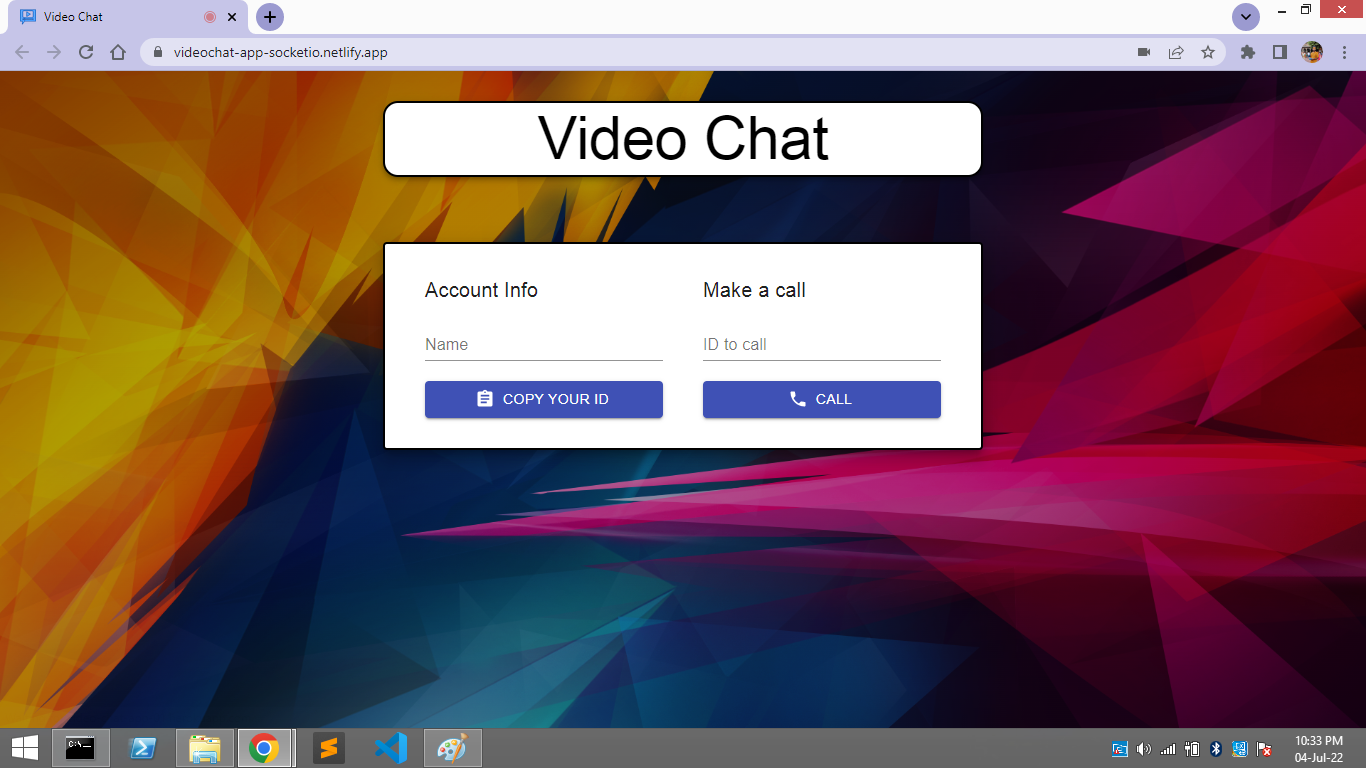 Video Chat
videochat-app-socketio.netlify.app
Video Chat
Account Info
Make a call
Name
ID to call
COPY YOUR ID
CALL
C:\._
10:33 PM
04-Jul-22